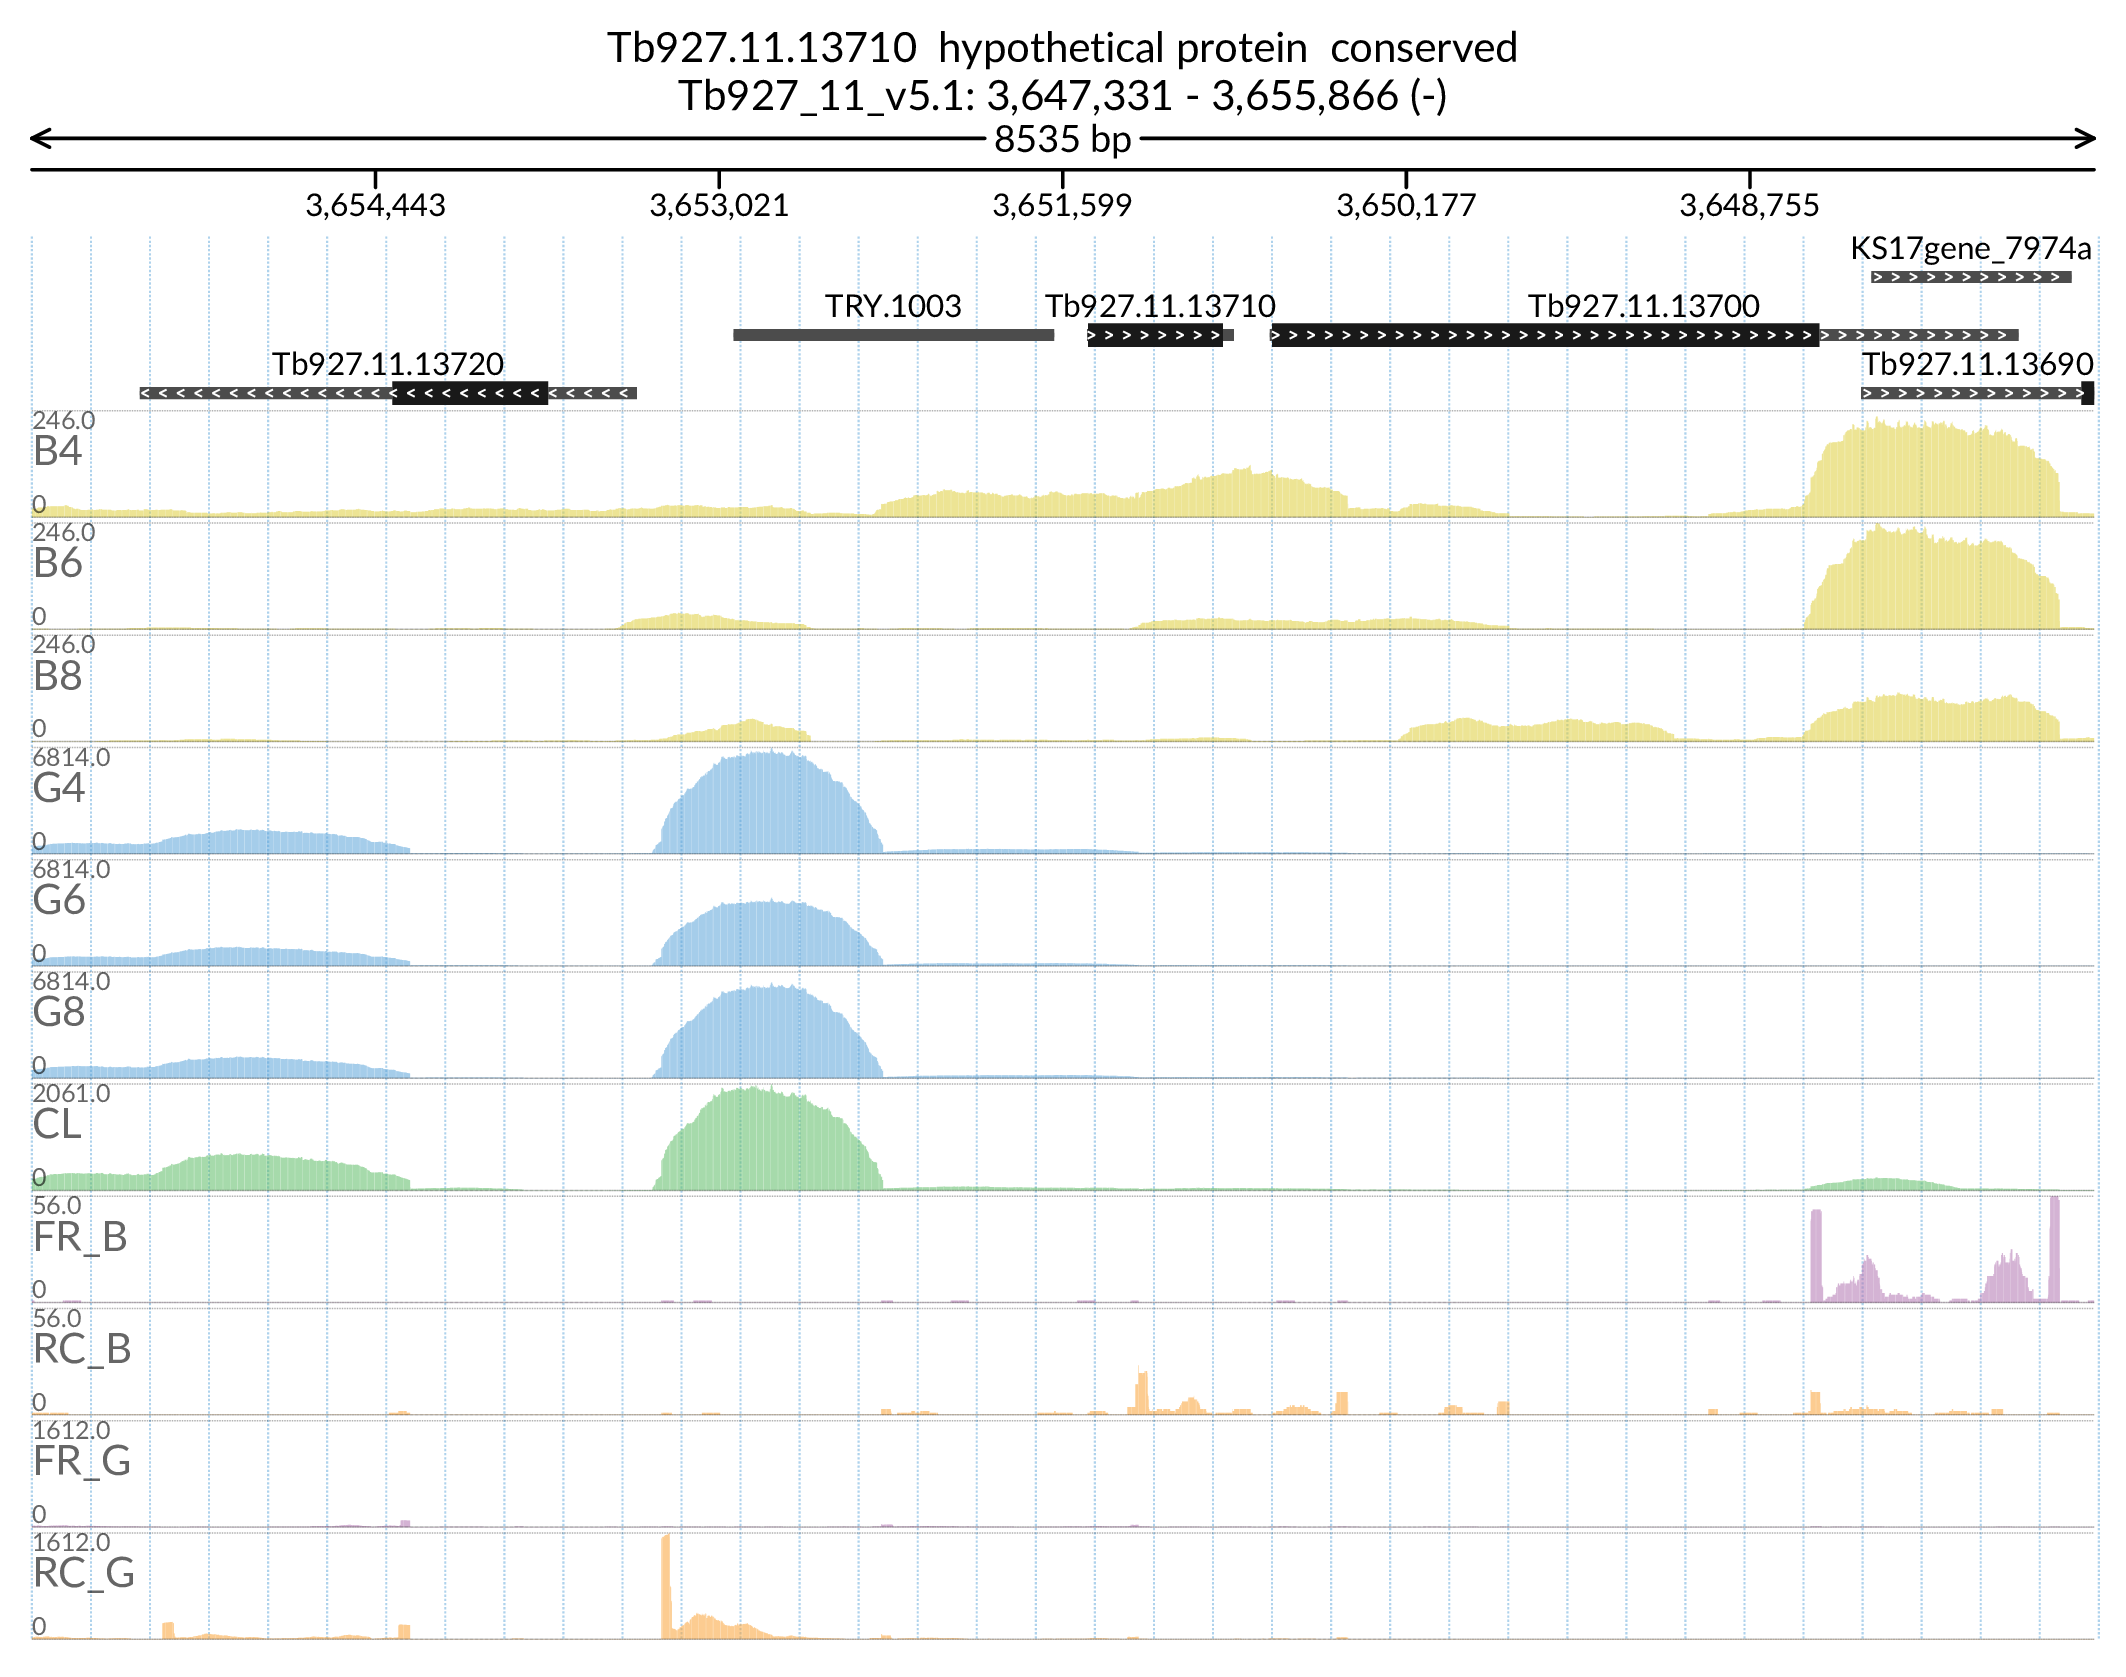 Tb927.11.13710 hypothetical protein conserved
Tb927_11_v5.1: 3,647,331 - 3,655,866 (-)
8535 bp
3,654,443 3,653,021 3,651,599 3,650,177 3,648,755
KS17gene_7974a
TRY.1003 Tb927.11.13710 Tb927.11.13700
Tb927.11.13720 Tb927.11.13690
246.0
B4
0
246.0
B6
0
246.0
B8
0
6814.0
G4
0
6814.0
G6
0
6814.0
G8
0
2061.0
CL
0
56.0
FR_B
0
56.0
RC_B
0
1612.0
FR_G
0
1612.0
RC_G
0